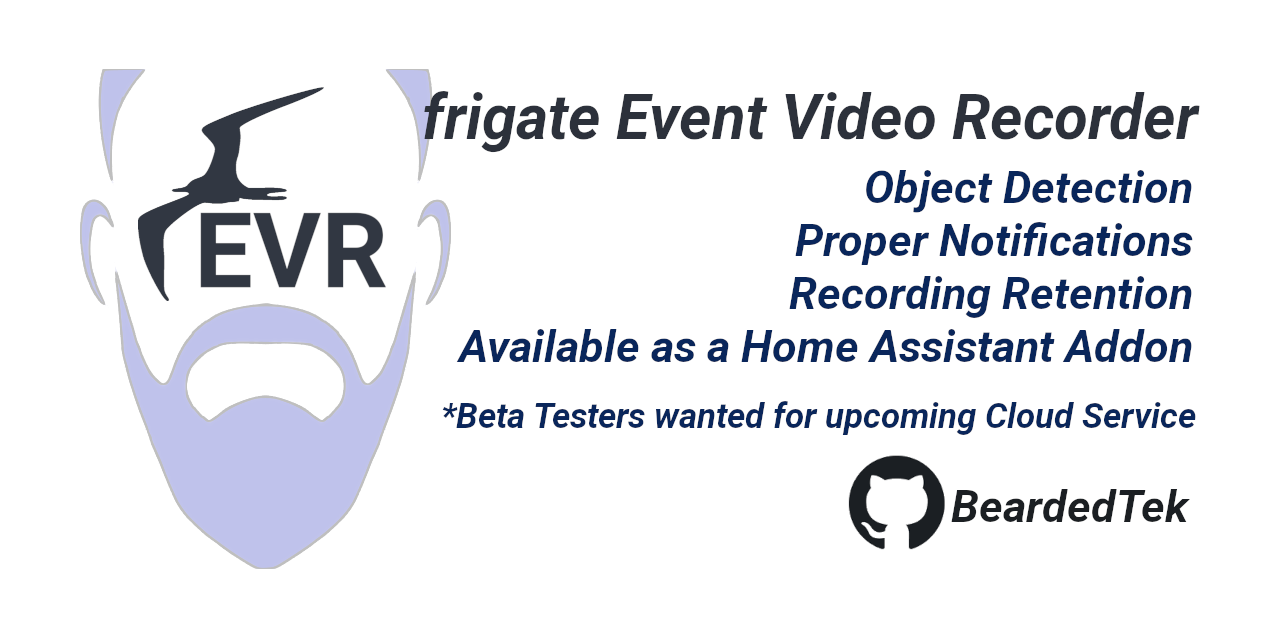 EVR
frigate Event Video Recorder
Object Detection
Proper Notifications
Recording Retention
Available as a Home Assistant Addon
*Beta Testers wanted for upcoming Cloud Service
BeardedTek